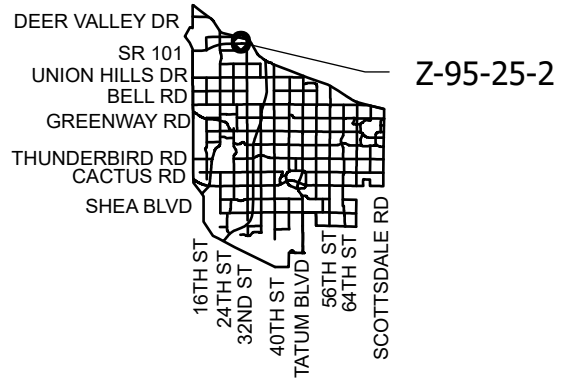 DEER VALLEY DR
SR 101
UNION HILLS DR
BELL RD
GREENWAY RD
THUNDERBIRD RD
CACTUS RD
SHEA BLVD
Z-95-25-2
16TH ST
24TH ST
32ND ST
40TH ST
TATUM BLVD
56TH ST
64TH ST
SCOTTSDALE RD